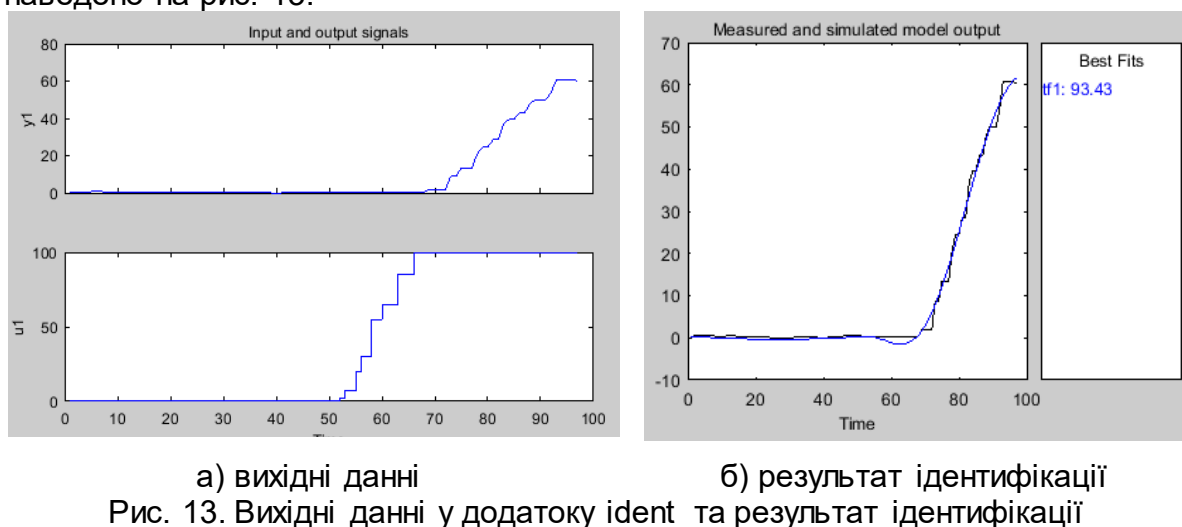 наведено на рис. 13.
Input and output signals
80
60
40
20
0
y1
100
50
0
u1
0 10 20 30 40 50 60 70 80 90 100
Measured and simulated model output
70
60
50
40
30
20
10
0
-10
0 20 40 60 80 100
Time
Best Fits
tf1: 93.43
а) вихідні данні б) результат ідентифікації
Рис. 13. Вихідні данні у додатоку ident та результат ідентифікації